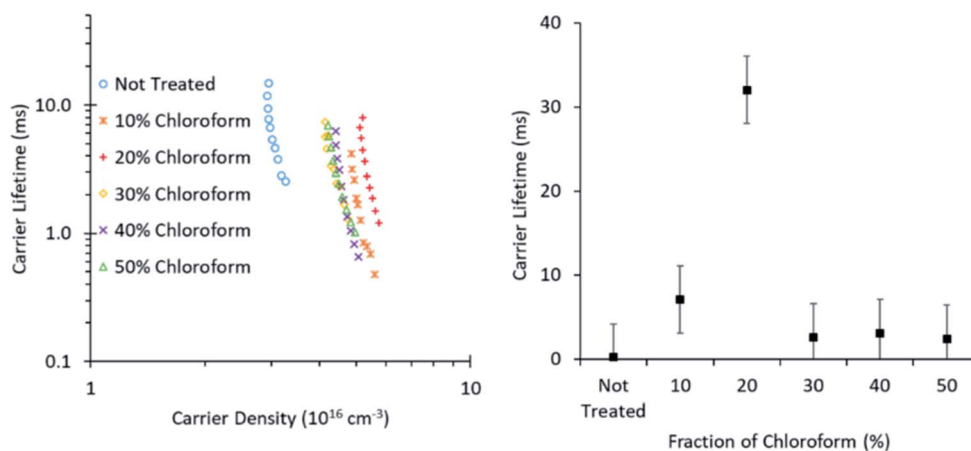 10.0
1.0
0.1
Carrier Lifetime (ms)
Not Treated
10% Chloroform
20% Chloroform
30% Chloroform
40% Chloroform
50% Chloroform
1
10
Carrier Density (10¹⁶ cm⁻³)
40
30
20
10
0
Carrier Lifetime (ms)
Not 10 20 30 40 50
Treated
Fraction of Chloroform (%)